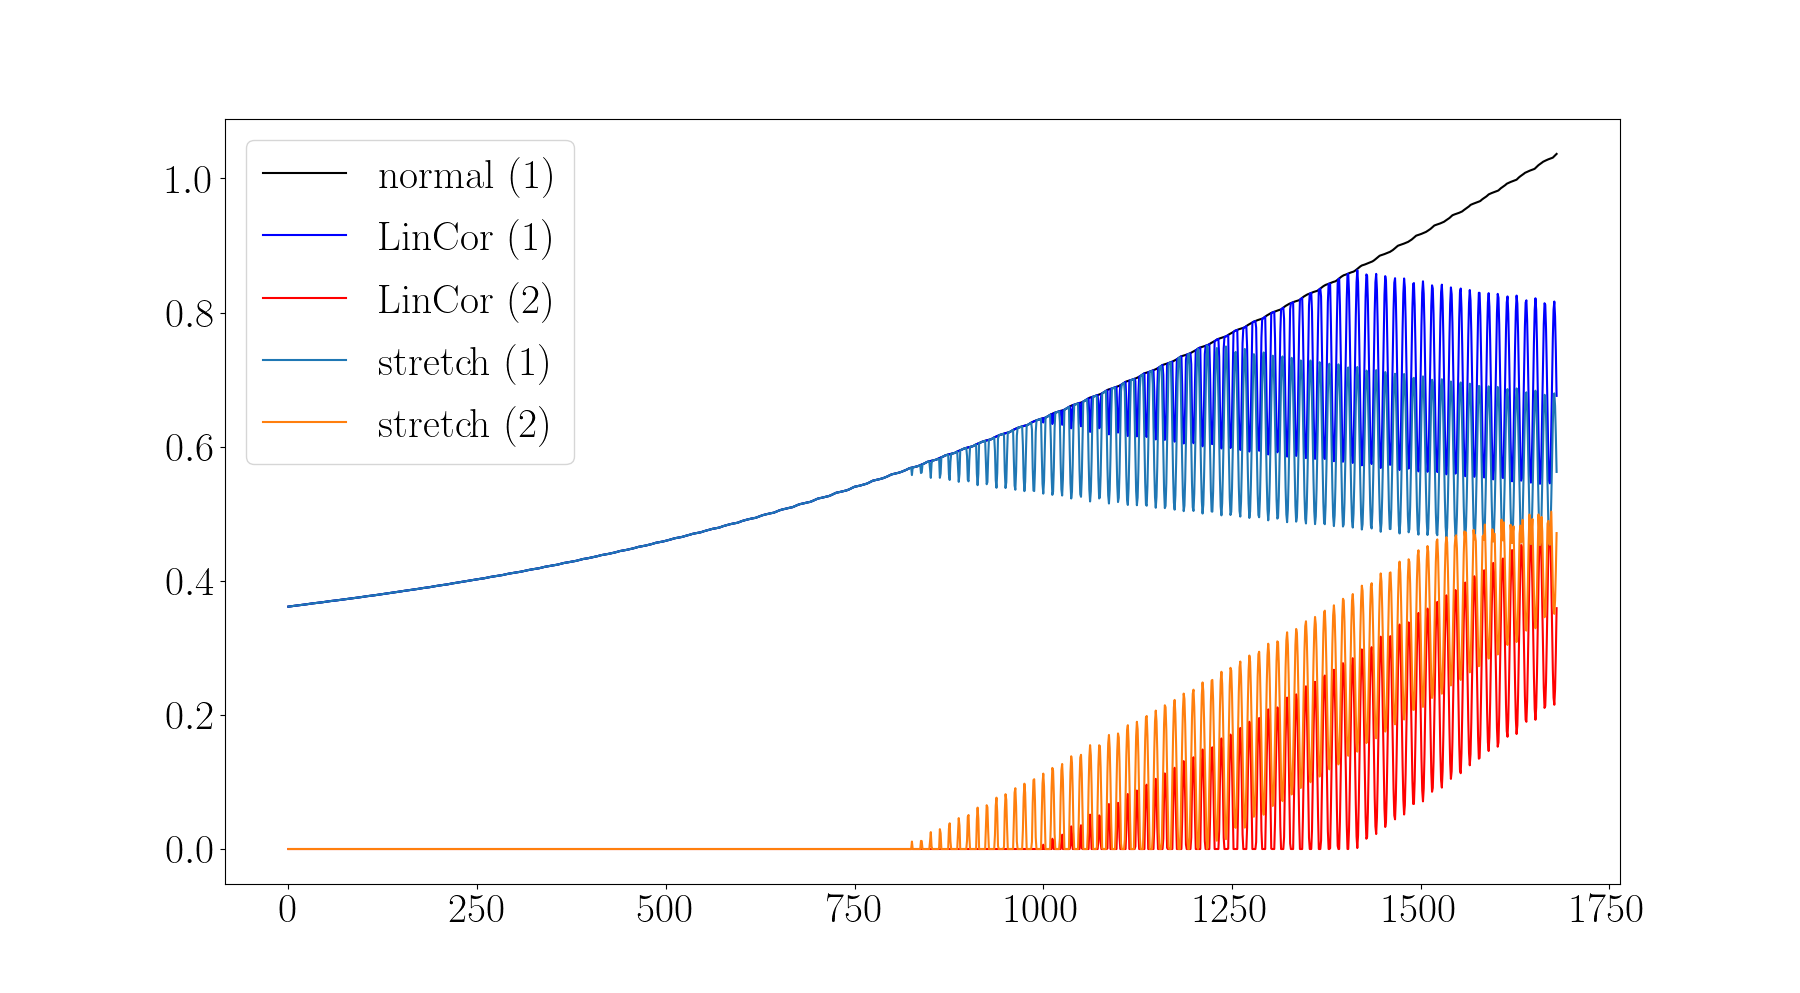 normal (1)
LinCor (1)
LinCor (2)
stretch (1)
stretch (2)
1.0
0.8
0.6
0.4
0.2
0.0
0 250 500 750 1000 1250 1500 1750